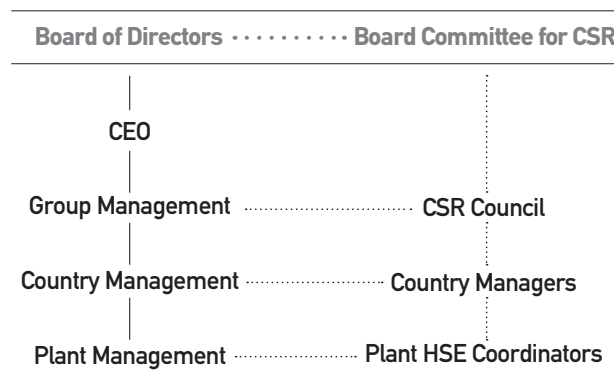 Board of Directors Board Committee for CSR
CEO
Group Management CSR Council
Country Management Country Managers
Plant Management Plant HSE Coordinators